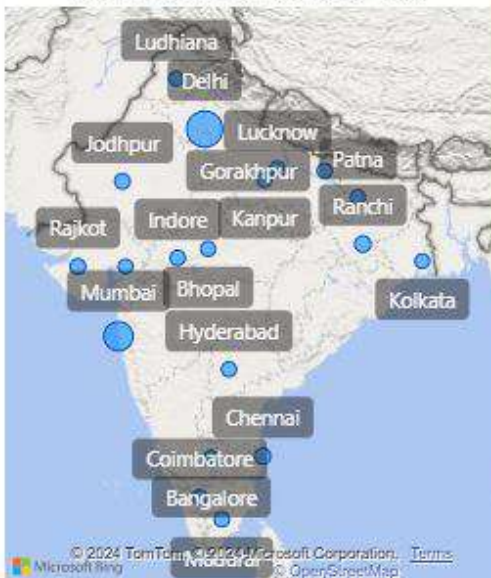 Ludhiana
Delhi
Lucknow
Jodhpur
Gorakhpur
Patna
Ranchi
Indore
Kanpur
Rajkot
Mumbai
Bhopal
Kolkata
Hyderabad
Chennai
Coimbatore
Bangalore
Madurai
© 2024 TomTom, © 2024 Microsoft Corporation, Terms
Microsoft Bing
© OpenStreetMap